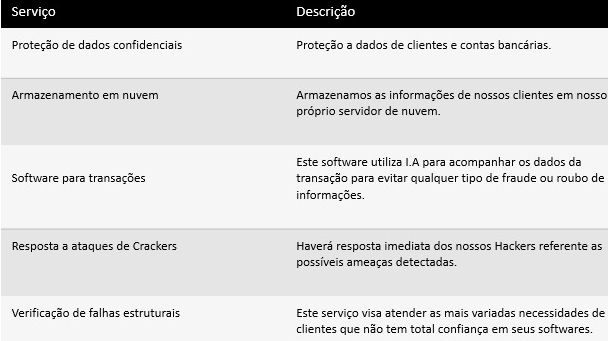 Serviço Descrição
Proteção de dados confidenciais Proteção a dados de clientes e contas bancárias.
Armazenamento em nuvem Armazenamos as informações de nossos clientes em nosso
próprio servidor de nuvem.
Este software utiliza I.A para acompanhar os dados da
Software para transações transação para evitar qualquer tipo de fraude ou roubo de
informações.
Resposta a ataques de Crackers Haverá resposta imediata dos nossos Hackers referente as
possíveis ameaças detectadas.
Verificação de falhas estruturais Este serviço visa atender as mais variadas necessidades de
clientes que não tem total confiança em seus softwares.